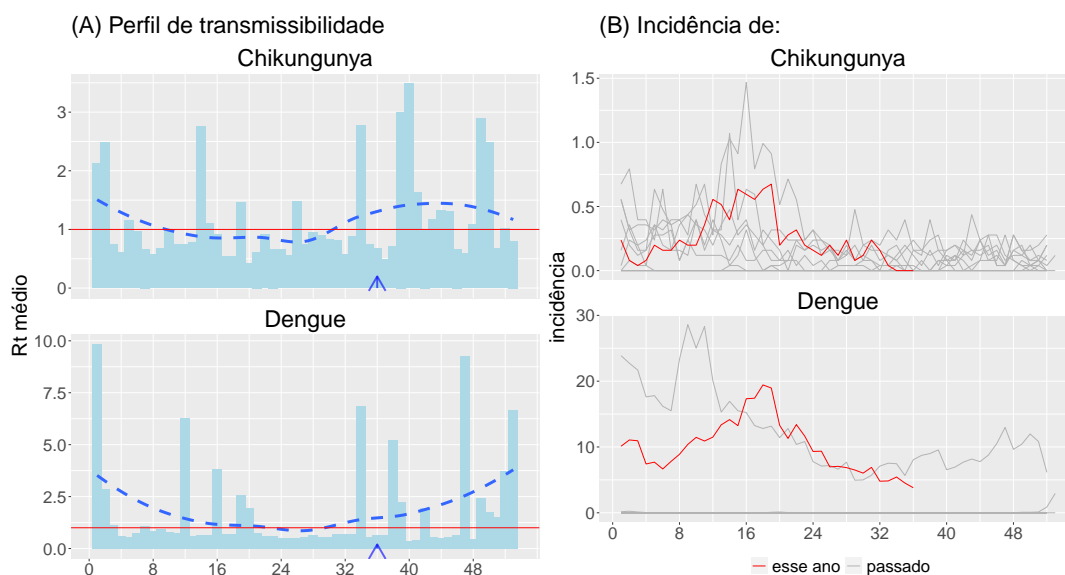 (A) Perfil de transmissibilidade
Chikungunya
3
2
1
0
Dengue
10.0
7.5
5.0
2.5
0.0
0 8 16 24 32 40 48
Rt médio
(B) Incidência de:
Chikungunya
1.5
1.0
0.5
0.0
Dengue
30
20
10
0
0 8 16 24 32 40 48
incidência
esse ano passado